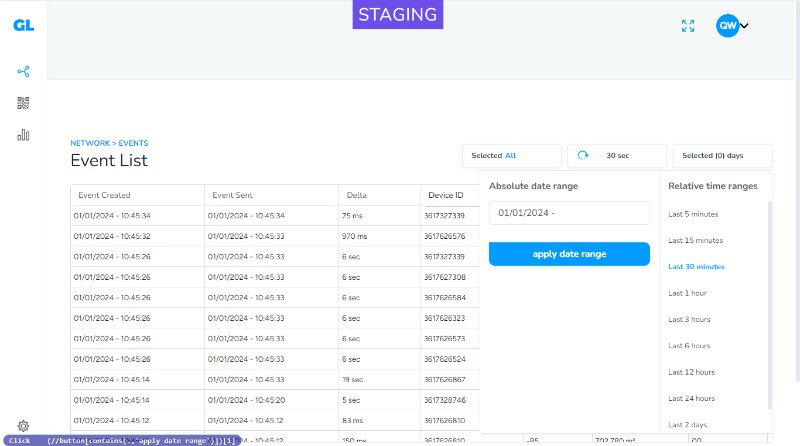 STAGING
GL
QW
NETWORK > EVENTS
Event List
Selected All
30 sec
Selected (0) days
Event Created Event Sent Delta Device ID
01/01/2024 - 10:45:34 01/01/2024 - 10:45:34 75 ms 3617327339
01/01/2024 - 10:45:32 01/01/2024 - 10:45:33 970 ms 3617626576
01/01/2024 - 10:45:26 01/01/2024 - 10:45:33 6 sec 3617327339
01/01/2024 - 10:45:26 01/01/2024 - 10:45:33 6 sec 3617627308
01/01/2024 - 10:45:26 01/01/2024 - 10:45:33 6 sec 3617626584
01/01/2024 - 10:45:26 01/01/2024 - 10:45:33 6 sec 3617626323
01/01/2024 - 10:45:26 01/01/2024 - 10:45:33 6 sec 3617626573
01/01/2024 - 10:45:26 01/01/2024 - 10:45:33 6 sec 3617626524
01/01/2024 - 10:45:14 01/01/2024 - 10:45:33 19 sec 3617626867
01/01/2024 - 10:45:14 01/01/2024 - 10:45:20 5 sec 3617328746
01/01/2024 - 10:45:12 01/01/2024 - 10:45:12 83 ms 3617626810
01/01/2024 - 10:45:12 150 ms 3617626810 -85
Absolute date range
01/01/2024 -
apply date range
Relative time ranges
Last 5 minutes
Last 15 minutes
Last 30 minutes
Last 1 hour
Last 3 hours
Last 6 hours
Last 12 hours
Last 24 hours
Last 2 days
Click (//button[contains(., 'apply date range')])[1]